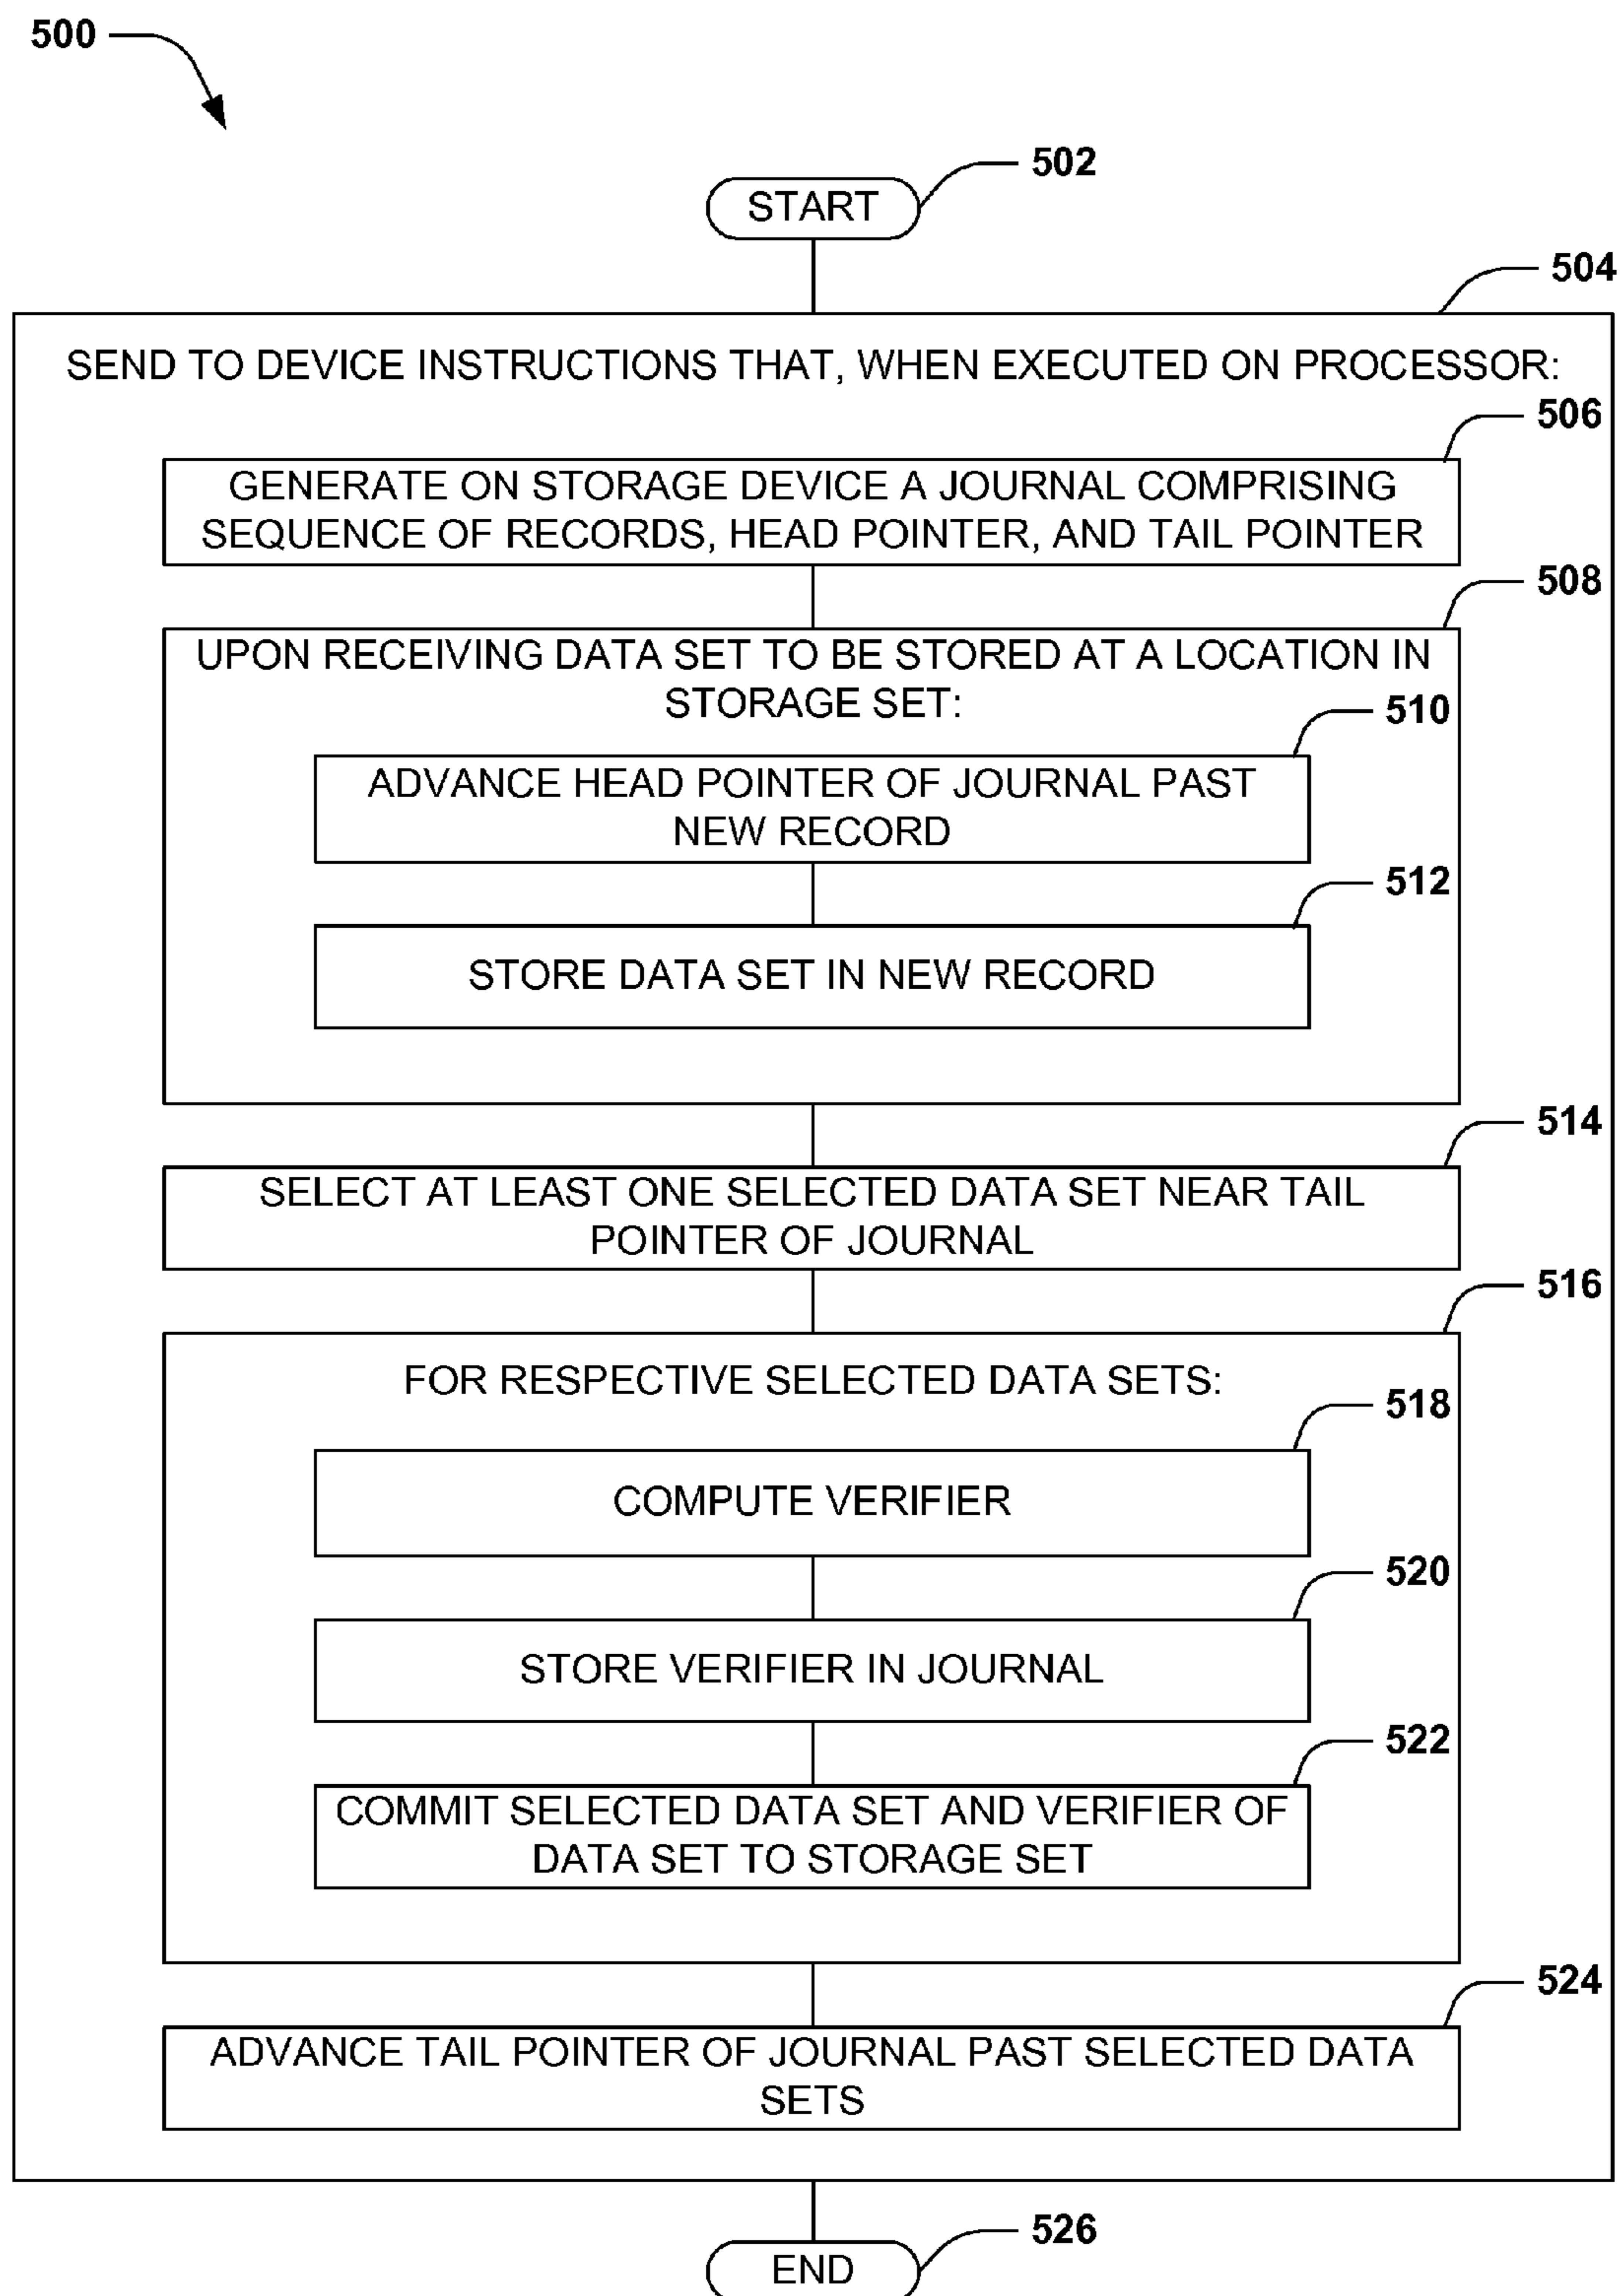 500
502
START
504
SEND TO DEVICE INSTRUCTIONS THAT, WHEN EXECUTED ON PROCESSOR:
506
GENERATE ON STORAGE DEVICE A JOURNAL COMPRISING
SEQUENCE OF RECORDS, HEAD POINTER, AND TAIL POINTER
508
UPON RECEIVING DATA SET TO BE STORED AT A LOCATION IN
STORAGE SET:
510
ADVANCE HEAD POINTER OF JOURNAL PAST
NEW RECORD
512
STORE DATA SET IN NEW RECORD
514
SELECT AT LEAST ONE SELECTED DATA SET NEAR TAIL
POINTER OF JOURNAL
516
FOR RESPECTIVE SELECTED DATA SETS:
518
COMPUTE VERIFIER
520
STORE VERIFIER IN JOURNAL
522
COMMIT SELECTED DATA SET AND VERIFIER OF
DATA SET TO STORAGE SET
524
ADVANCE TAIL POINTER OF JOURNAL PAST SELECTED DATA
SETS
526
END